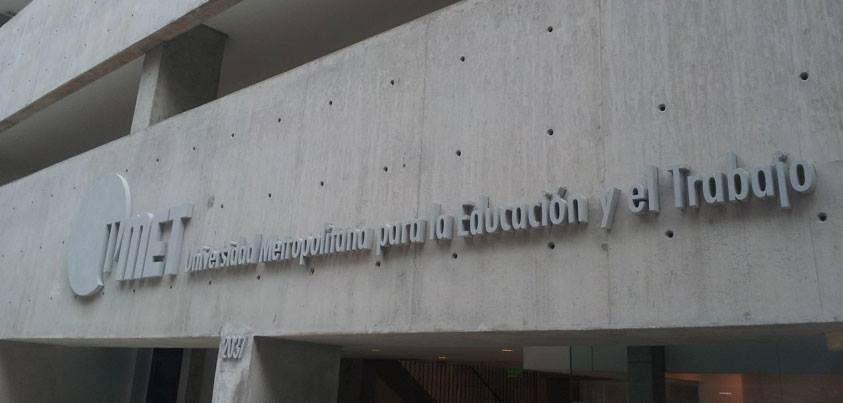 UMET Universidad Metropolitana para la Educación y el Trabajo
2037